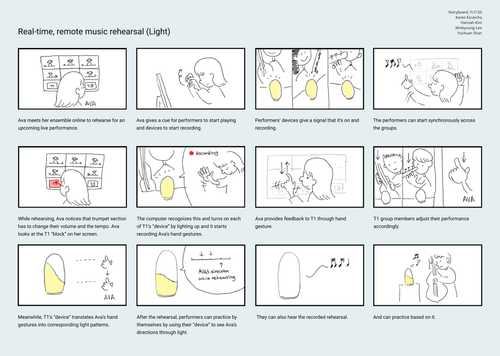 Real-time, remote music rehearsal (Light)
Storyboard, 11/7/20
Hannah Kim
Minkyoung Lee
AVA
Ava meets her ensemble online to rehearse for an
upcoming live performance.
Ava gives a cue for performers to start playing
and devices to start recording.
Performers' devices give a signal that it's on and
recording.
The performers can start synchronously across
the groups.
Recording
AVA
While rehearsing, Ava notices that trumpet section
has to change their volume and the tempo. Ava
looks at the T1 "block" on her screen.
The computer recognizes this and turns on each
of T1's "device" by lighting up and it starts
recording Ava's hand gestures.
Ava provides feedback to T1 through hand
gesture.
T1 group members adjust their performance
accordingly.
AVA
AVA's direction
while rehearsing
Meanwhile, T1's "device" translates Ava's hand
gestures into corresponding light patterns.
After the rehearsal, performers can practice by
themselves by using their "device" to see Ava's
directions through light.
They can also hear the recorded rehearsal.
And can practice based on it.